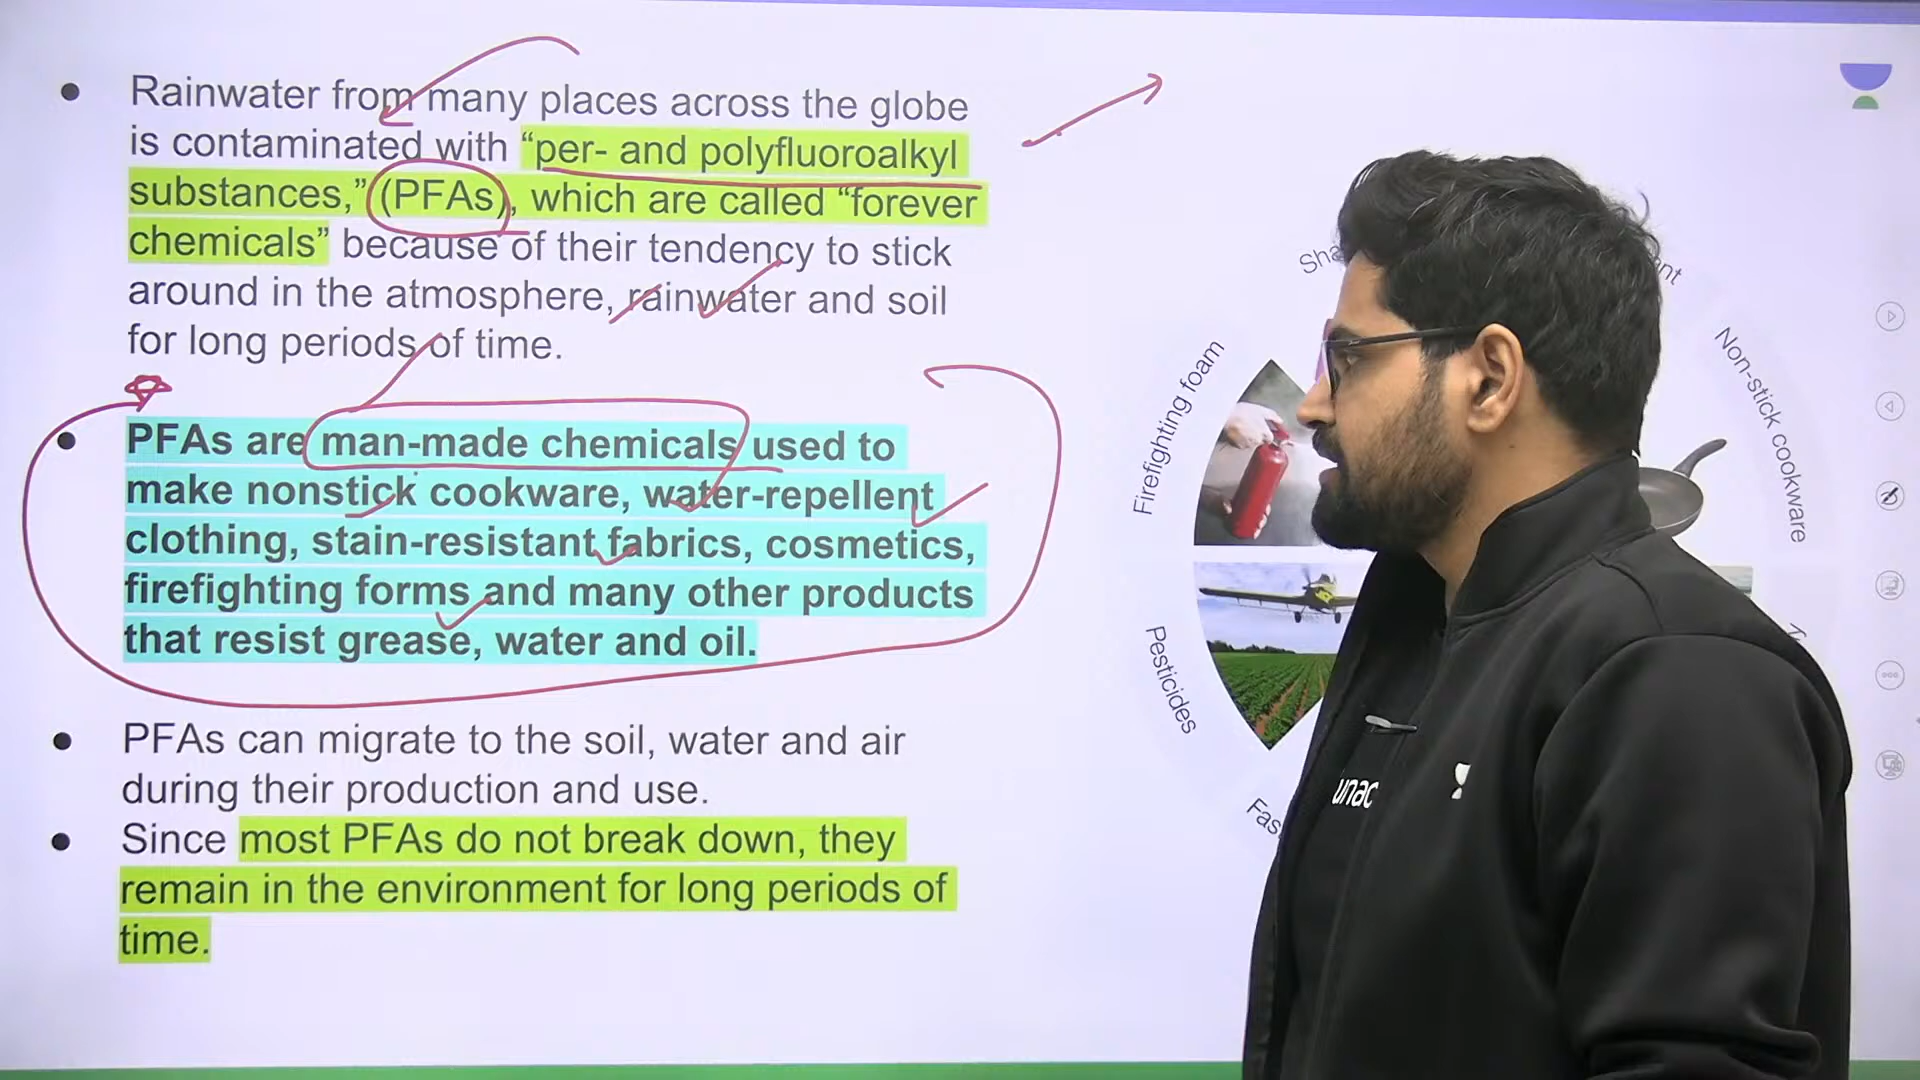 Rainwater from many places across the globe
is contaminated with “per- and polyfluoroalkyl
substances,” (PFAs), which are called “forever
chemicals” because of their tendency to stick
around in the atmosphere, rainwater and soil
for long periods of time.
PFAs are man-made chemicals used to
make nonstick cookware, water-repellent
clothing, stain-resistant fabrics, cosmetics,
firefighting forms and many other products
that resist grease, water and oil.
PFAs can migrate to the soil, water and air
during their production and use.
Since most PFAs do not break down, they
remain in the environment for long periods of
time.
Firefighting foam
Non-stick cookware
Pesticides
unac